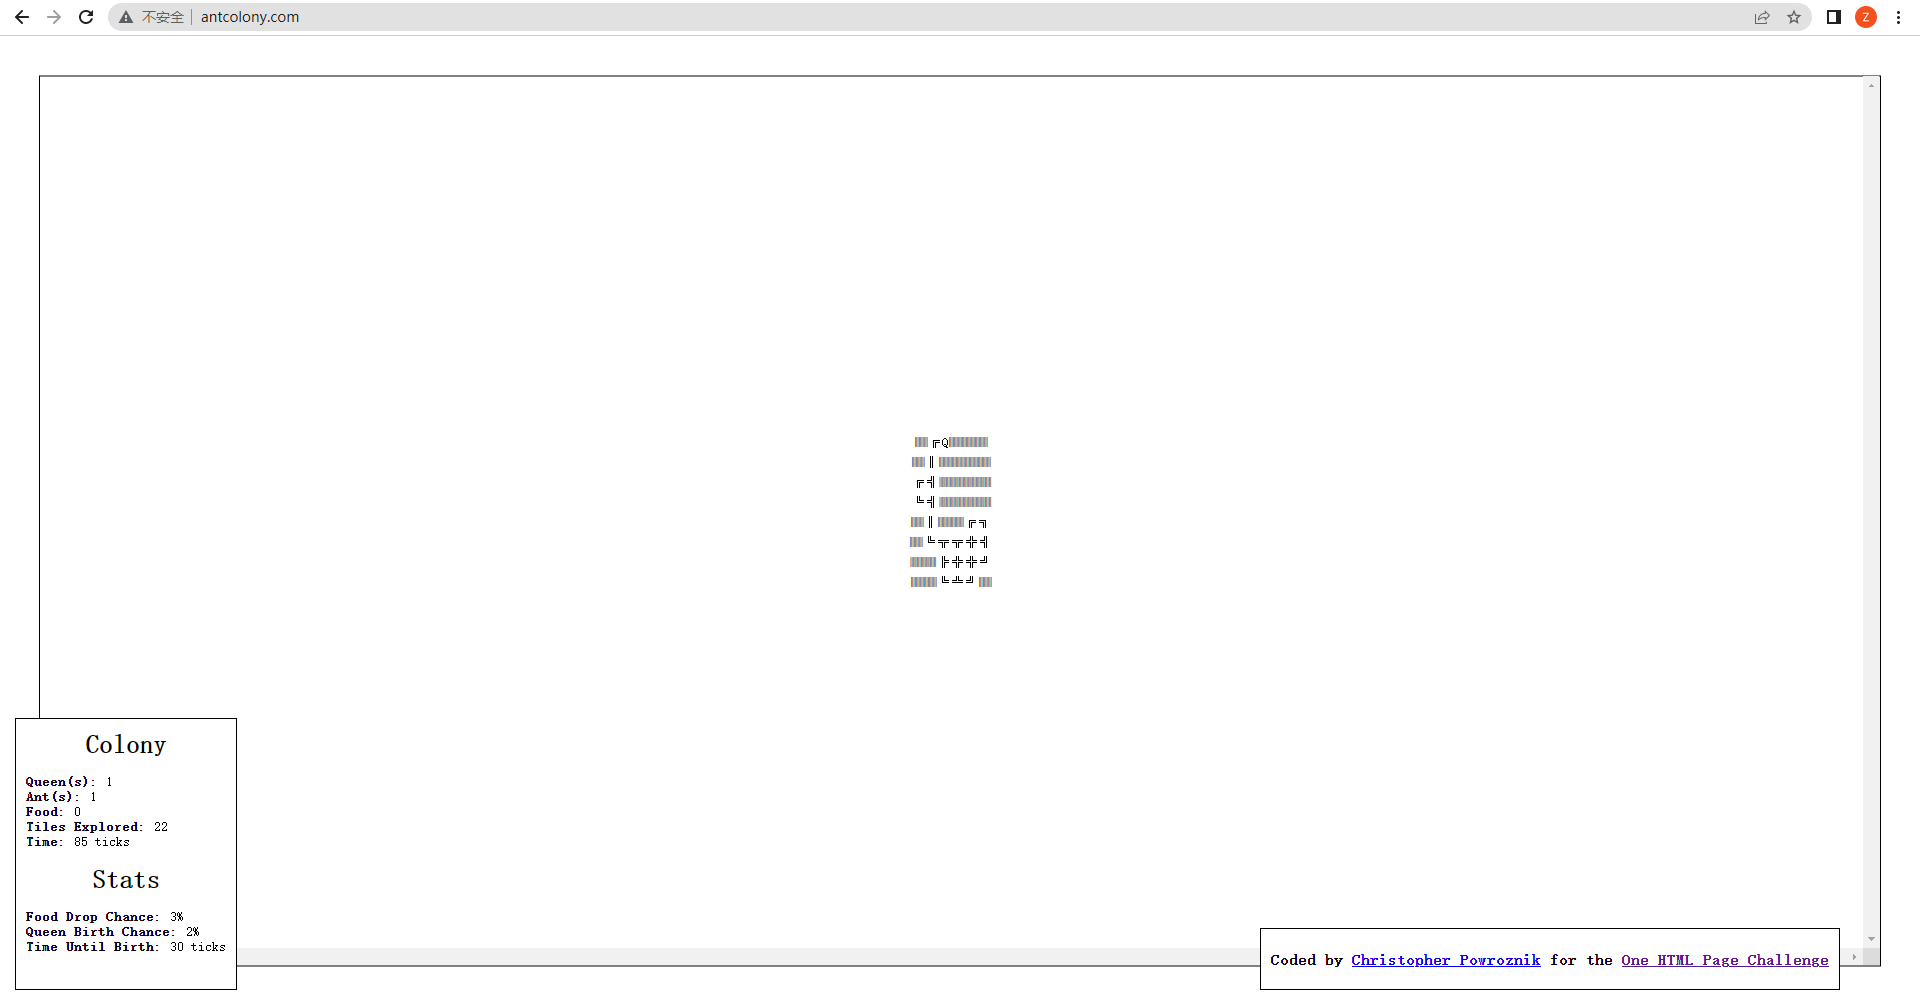 不安全 antcolony.com
Z
▒╔Q▒▒▒
▒║▒▒▒▒
╔╣▒▒▒▒
╚╣▒▒▒▒
▒║▒▒╔╗
▒╚╦╦╬╣
▒▒╠╬╬╝
▒▒╚╩╝▒
Colony
Queen(s): 1
Ant(s): 1
Food: 0
Tiles Explored: 22
Time: 85 ticks
Stats
Food Drop Chance: 3%
Queen Birth Chance: 2%
Time Until Birth: 30 ticks
Coded by Christopher Powroznik for the One HTML Page Challenge